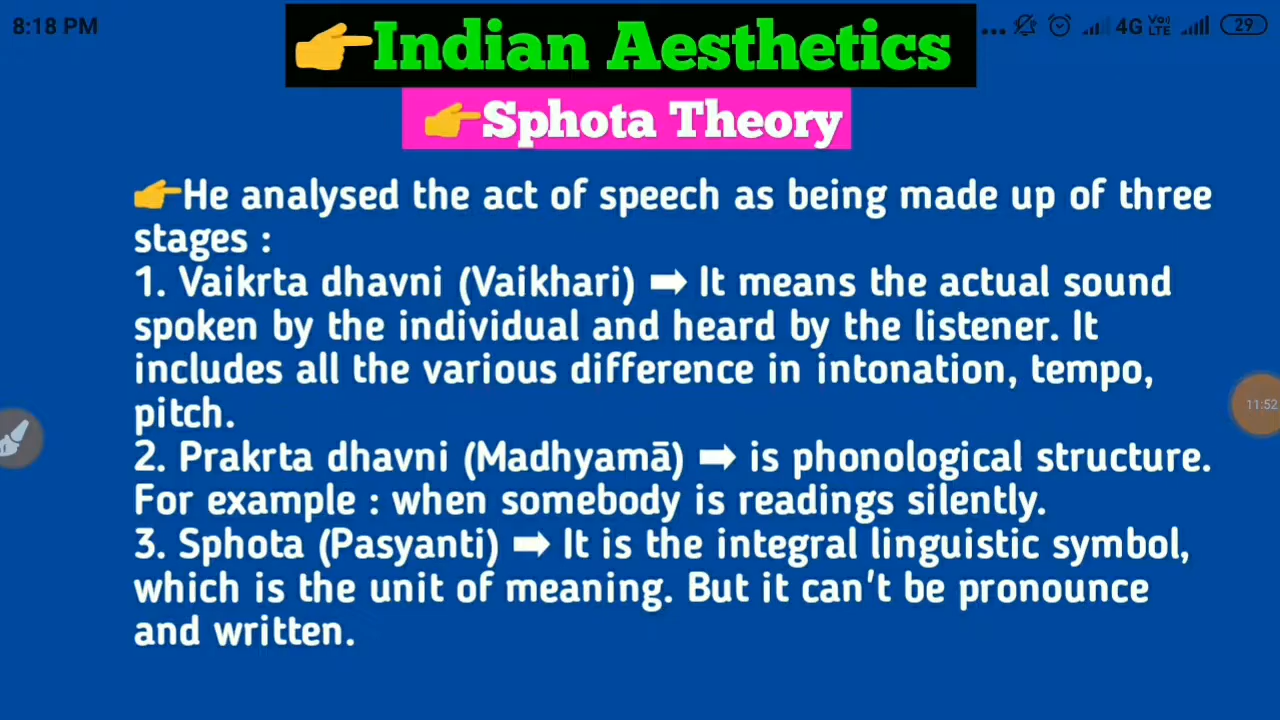 8:18 PM
... 4G Vo) LTE 29
👉Indian Aesthetics
👉Sphota Theory
👉He analysed the act of speech as being made up of three
stages :
1. Vaikrta dhavni (Vaikhari) ➡ It means the actual sound
spoken by the individual and heard by the listener. It
includes all the various difference in intonation, tempo,
pitch.
11:52
2. Prakrta dhavni (Madhyamā) ➡ is phonological structure.
For example : when somebody is readings silently.
3. Sphota (Pasyanti) ➡ It is the integral linguistic symbol,
which is the unit of meaning. But it can't be pronounce
and written.